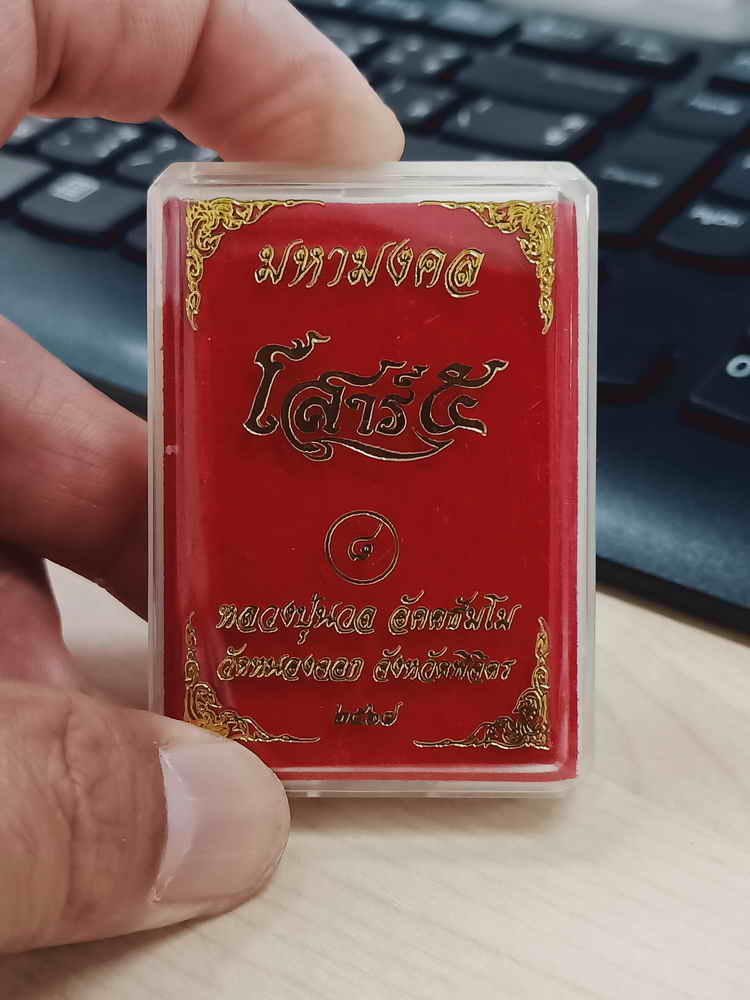 มหามงคล
เสาร์ ๕
๘
หลวงปู่นวล อัคคธัมโม
วัดหนองจอก จังหวัดพิจิตร
๒๕๖๗